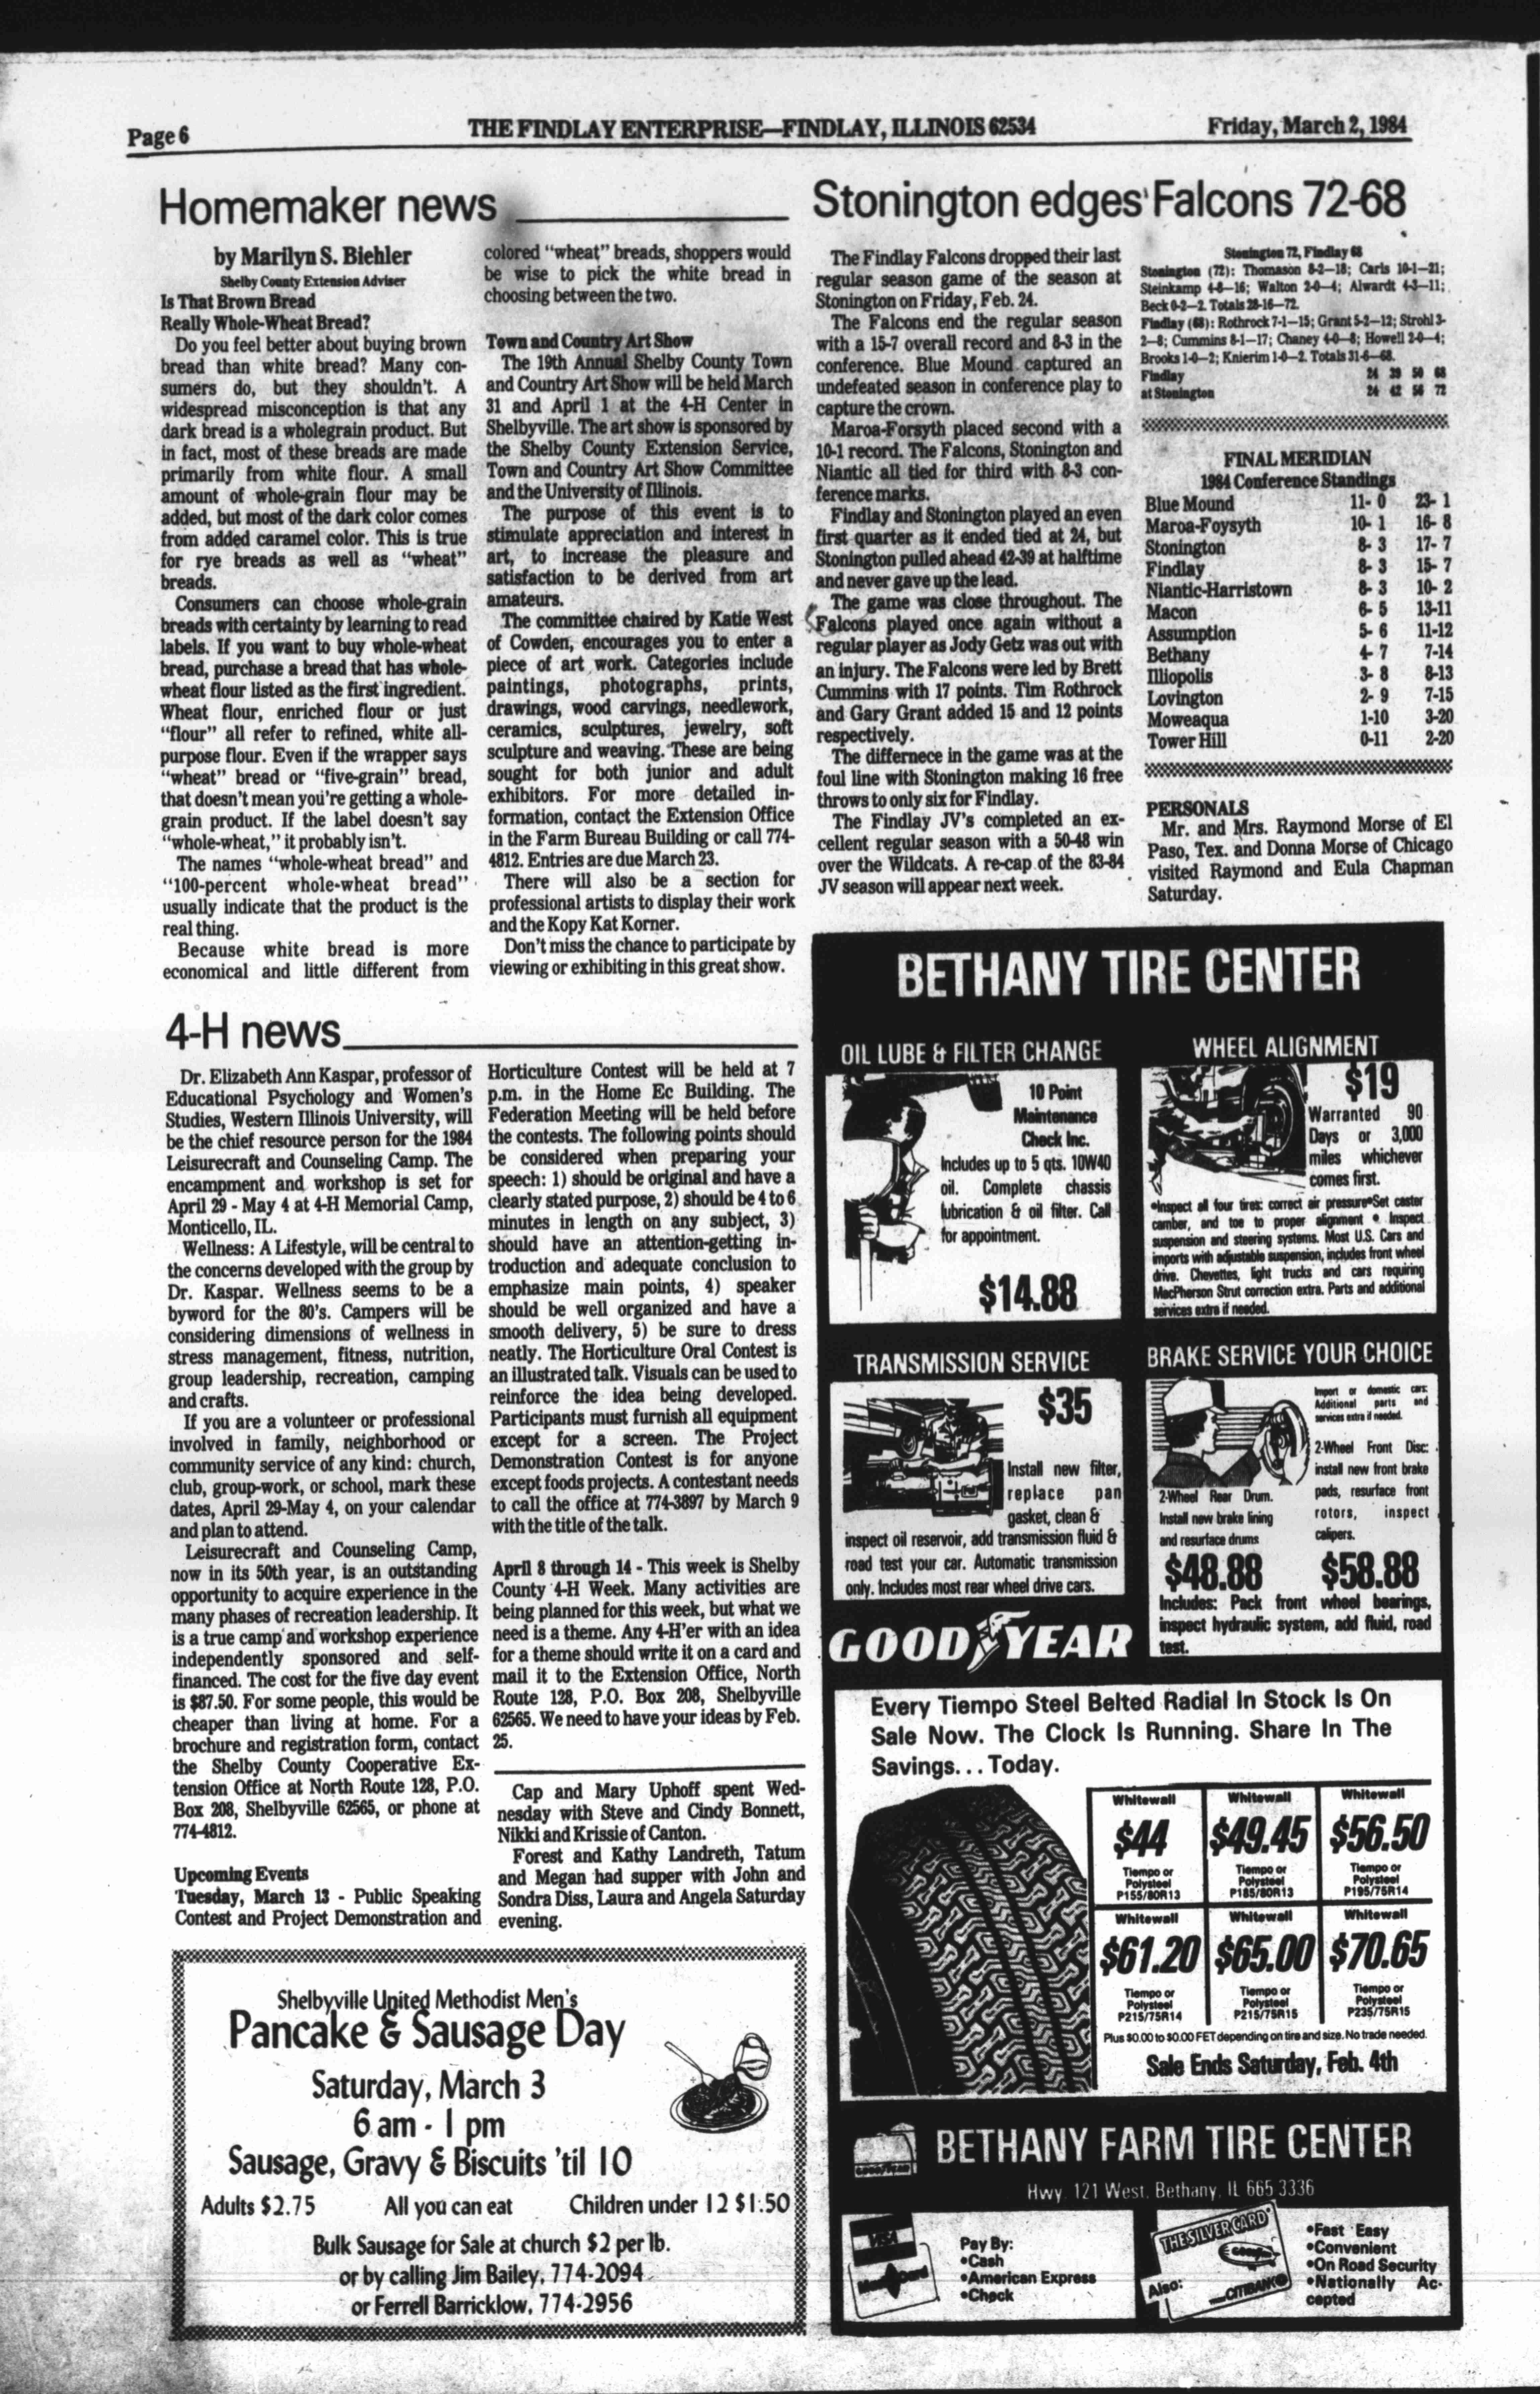 Page 6
THE FINDLAY ENTERPRISE—FINDLAY, ILLINOIS 62534
Friday, March 2, 1984
Homemaker news
by Marilyn S. Biehler
Shelby County Extension Adviser
Is That Brown Bread
Really Whole-Wheat Bread?
Do you feel better about buying brown
bread than white bread? Many con-
sumers do, but they shouldn't. A
widespread misconception is that any
dark bread is a wholegrain product. But
in fact, most of these breads are made
primarily from white flour. A small
amount of whole-grain flour may be
added, but most of the dark color comes
from added caramel color. This is true
for rye breads as well as "wheat"
breads.
Consumers can choose whole-grain
breads with certainty by learning to read
labels. If you want to buy whole-wheat
bread, purchase a bread that has whole-
wheat flour listed as the first ingredient.
Wheat flour, enriched flour or just
"flour" all refer to refined, white all-
purpose flour. Even if the wrapper says
"wheat" bread or "five-grain" bread,
that doesn't mean you're getting a whole-
grain product. If the label doesn't say
"whole-wheat," it probably isn't.
The names "whole-wheat bread" and
"100-percent whole-wheat bread"
usually indicate that the product is the
real thing.
Because white bread is more
economical and little different from
colored "wheat" breads, shoppers would
be wise to pick the white bread in
choosing between the two.
Town and Country Art Show
The 19th Annual Shelby County Town
and Country Art Show will be held March
31 and April 1 at the 4-H Center in
Shelbyville. The art show is sponsored by
the Shelby County Extension Service,
Town and Country Art Show Committee
and the University of Illinois.
The purpose of this event is to
stimulate appreciation and interest in
art, to increase the pleasure and
satisfaction to be derived from art
amateurs.
The committee chaired by Katie West
of Cowden, encourages you to enter a
piece of art work. Categories include
paintings, photographs, prints,
drawings, wood carvings, needlework,
ceramics, sculptures, jewelry, soft
sculpture and weaving. These are being
sought for both junior and adult
exhibitors. For more detailed in-
formation, contact the Extension Office
in the Farm Bureau Building or call 774-
4812. Entries are due March 23.
There will also be a section for
professional artists to display their work
and the Kopy Kat Korner.
Don't miss the chance to participate by
viewing or exhibiting in this great show.
Stonington edges Falcons 72-68
The Findlay Falcons dropped their last
regular season game of the season at
Stonington on Friday, Feb. 24.
The Falcons end the regular season
with a 15-7 overall record and 8-3 in the
conference. Blue Mound captured an
undefeated season in conference play to
capture the crown.
Maroa-Forsyth placed second with a
10-1 record. The Falcons, Stonington and
Niantic all tied for third with 8-3 con-
ference marks.
Findlay and Stonington played an even
first quarter as it ended tied at 24, but
Stonington pulled ahead 42-39 at halftime
and never gave up the lead.
The game was close throughout. The
Falcons played once again without a
regular player as Jody Getz was out with
an injury. The Falcons were led by Brett
Cummins with 17 points. Tim Rothrock
and Gary Grant added 15 and 12 points
respectively.
The differnece in the game was at the
foul line with Stonington making 16 free
throws to only six for Findlay.
The Findlay JV's completed an ex-
cellent regular season with a 50-48 win
over the Wildcats. A re-cap of the 83-84
JV season will appear next week.
Stonington 72, Findlay 68
Stonington (72): Thomason 8-2—18; Carls 10-1—21;
Steinkamp 4-8—16; Walton 2-0—4; Alwardt 4-3—11;
Beck 0-2—2. Totals 28-16—72.
Findlay (68): Rothrock 7-1—15; Grant 5-2—12; Strohl 3-
2—8; Cummins 8-1—17; Chaney 4-0—8; Howell 2-0—4;
Brooks 1-0—2; Knierim 1-0—2. Totals 31-6—68.
Findlay 24 39 50 68
at Stonington 24 42 56 72
FINAL MERIDIAN
1984 Conference Standings
Blue Mound 11- 0 23- 1
Maroa-Foysyth 10- 1 16- 8
Stonington 8- 3 17- 7
Findlay 8- 3 15- 7
Niantic-Harristown 8- 3 10- 2
Macon 6- 5 13-11
Assumption 5- 6 11-12
Bethany 4- 7 7-14
Illiopolis 3- 8 8-13
Lovington 2- 9 7-15
Moweaqua 1-10 3-20
Tower Hill 0-11 2-20
PERSONALS
Mr. and Mrs. Raymond Morse of El
Paso, Tex. and Donna Morse of Chicago
visited Raymond and Eula Chapman
Saturday.
4-H news
Dr. Elizabeth Ann Kaspar, professor of
Educational Psychology and Women's
Studies, Western Illinois University, will
be the chief resource person for the 1984
Leisurecraft and Counseling Camp. The
encampment and workshop is set for
April 29 - May 4 at 4-H Memorial Camp,
Monticello, IL.
Wellness: A Lifestyle, will be central to
the concerns developed with the group by
Dr. Kaspar. Wellness seems to be a
byword for the 80's. Campers will be
considering dimensions of wellness in
stress management, fitness, nutrition,
group leadership, recreation, camping
and crafts.
If you are a volunteer or professional
involved in family, neighborhood or
community service of any kind: church,
club, group-work, or school, mark these
dates, April 29-May 4, on your calendar
and plan to attend.
Leisurecraft and Counseling Camp,
now in its 50th year, is an outstanding
opportunity to acquire experience in the
many phases of recreation leadership. It
is a true camp and workshop experience
independently sponsored and self-
financed. The cost for the five day event
is $87.50. For some people, this would be
cheaper than living at home. For a
brochure and registration form, contact
the Shelby County Cooperative Ex-
tension Office at North Route 128, P.O.
Box 208, Shelbyville 62565, or phone at
774-4812.
Upcoming Events
Tuesday, March 13 - Public Speaking
Contest and Project Demonstration and
Horticulture Contest will be held at 7
p.m. in the Home Ec Building. The
Federation Meeting will be held before
the contests. The following points should
be considered when preparing your
speech: 1) should be original and have a
clearly stated purpose, 2) should be 4 to 6
minutes in length on any subject, 3)
should have an attention-getting in-
troduction and adequate conclusion to
emphasize main points, 4) speaker
should be well organized and have a
smooth delivery, 5) be sure to dress
neatly. The Horticulture Oral Contest is
an illustrated talk. Visuals can be used to
reinforce the idea being developed.
Participants must furnish all equipment
except for a screen. The Project
Demonstration Contest is for anyone
except foods projects. A contestant needs
to call the office at 774-3897 by March 9
with the title of the talk.
April 8 through 14 - This week is Shelby
County 4-H Week. Many activities are
being planned for this week, but what we
need is a theme. Any 4-H'er with an idea
for a theme should write it on a card and
mail it to the Extension Office, North
Route 128, P.O. Box 208, Shelbyville
62565. We need to have your ideas by Feb.
25.
Cap and Mary Uphoff spent Wed-
nesday with Steve and Cindy Bonnett,
Nikki and Krissie of Canton.
Forest and Kathy Landreth, Tatum
and Megan had supper with John and
Sondra Diss, Laura and Angela Saturday
evening.
Shelbyville United Methodist Men's
Pancake & Sausage Day
Saturday, March 3
6 am - 1 pm
Sausage, Gravy & Biscuits 'til 10
Adults $2.75 All you can eat Children under 12 $1.50
Bulk Sausage for Sale at church $2 per lb.
or by calling Jim Bailey, 774-2094
or Ferrell Barricklow, 774-2956
BETHANY TIRE CENTER
OIL LUBE & FILTER CHANGE
10 Point
Maintenance
Check Inc.
Includes up to 5 qts. 10W40
oil. Complete chassis
lubrication & oil filter. Call
for appointment.
$14.88
WHEEL ALIGNMENT
$19
Warranted 90
Days or 3,000
miles whichever
comes first.
•Inspect all four tires: correct air pressure•Set caster
camber, and toe to proper alignment • Inspect
suspension and steering systems. Most U.S. Cars and
imports with adjustable suspension, includes front wheel
drive. Chevettes, light trucks and cars requiring
MacPherson Strut correction extra. Parts and additional
services extra if needed.
TRANSMISSION SERVICE
$35
Install new filter,
replace pan
gasket, clean &
inspect oil reservoir, add transmission fluid &
road test your car. Automatic transmission
only. Includes most rear wheel drive cars.
BRAKE SERVICE YOUR CHOICE
Import or domestic cars:
Additional parts and
services extra if needed.
2-Wheel Front Disc:
install new front brake
pads, resurface front
rotors, inspect
calipers.
2-Wheel Rear Drum.
Install new brake lining
and resurface drums
$48.88 $58.88
Includes: Pack front wheel bearings,
inspect hydraulic system, add fluid, road
test.
GOODYEAR
Every Tiempo Steel Belted Radial In Stock Is On
Sale Now. The Clock Is Running. Share In The
Savings... Today.
Whitewall Whitewall Whitewall
$44 $49.45 $56.50
Tiempo or Tiempo or Tiempo or
Polysteel Polysteel Polysteel
P155/80R13 P185/80R13 P195/75R14
Whitewall Whitewall Whitewall
$61.20 $65.00 $70.65
Tiempo or Tiempo or Tiempo or
Polysteel Polysteel Polysteel
P215/75R14 P215/75R15 P235/75R15
Plus $0.00 to $0.00 FET depending on tire and size. No trade needed.
Sale Ends Saturday, Feb. 4th
BETHANY FARM TIRE CENTER
Hwy. 121 West, Bethany, IL 665 3336
Pay By:
•Cash
•American Express
•Check
THE SILVER CARD
Also:
CITIBANK
•Fast Easy
•Convenient
•On Road Security
•Nationally Ac-
cepted